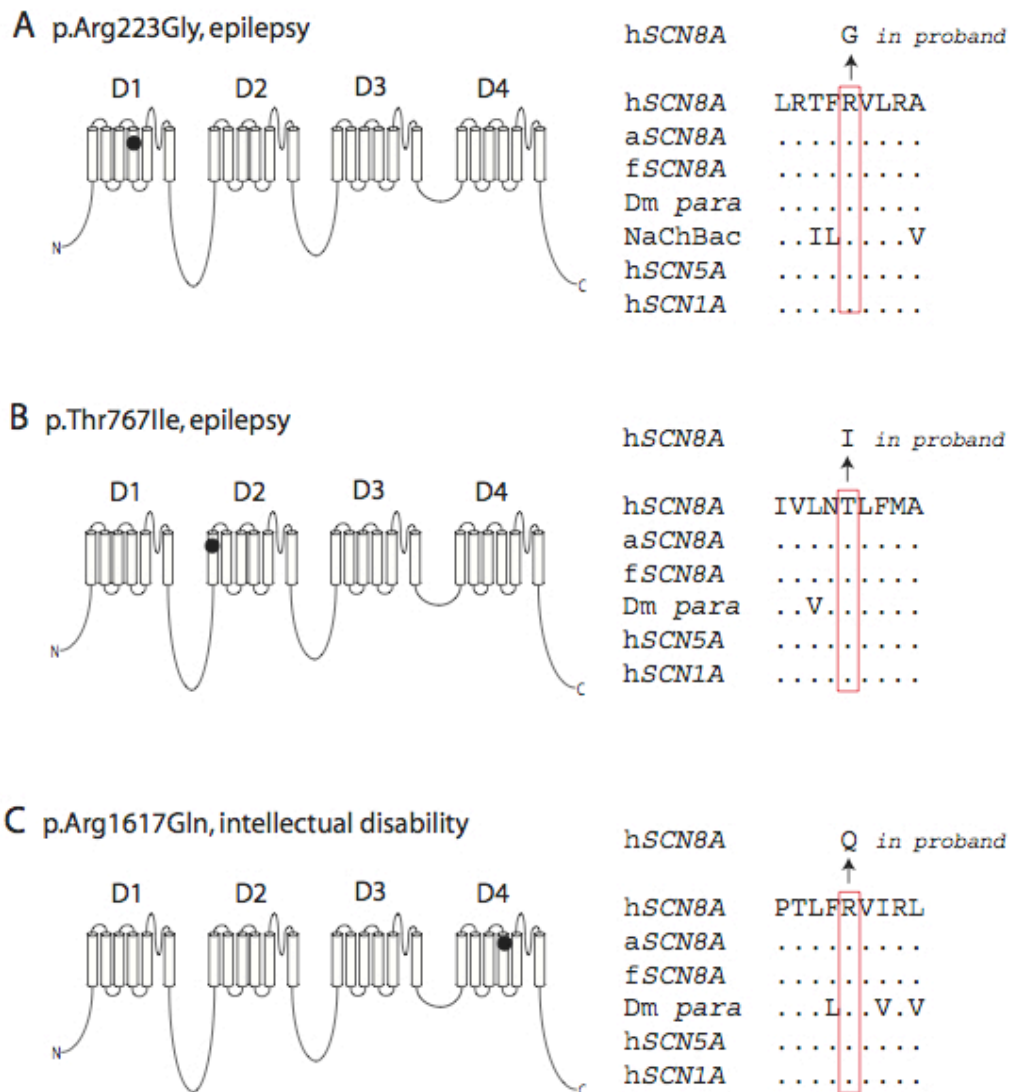 A p.Arg223Gly, epilepsy
D1 D2 D3 D4
N
C
hSCN8A G in proband
hSCN8A LRTFRVLRA
aSCN8A .........
fSCN8A .........
Dm para .........
NaChBac ..IL....V
hSCN5A .........
hSCN1A .........
B p.Thr767Ile, epilepsy
D1 D2 D3 D4
N
C
hSCN8A I in proband
hSCN8A IVLNTLFMA
aSCN8A .........
fSCN8A .........
Dm para ..V......
hSCN5A .........
hSCN1A .........
C p.Arg1617Gln, intellectual disability
D1 D2 D3 D4
N
C
hSCN8A Q in proband
hSCN8A PTLFRVIRL
aSCN8A .........
fSCN8A .........
Dm para ...L..V.V
hSCN5A .........
hSCN1A .........